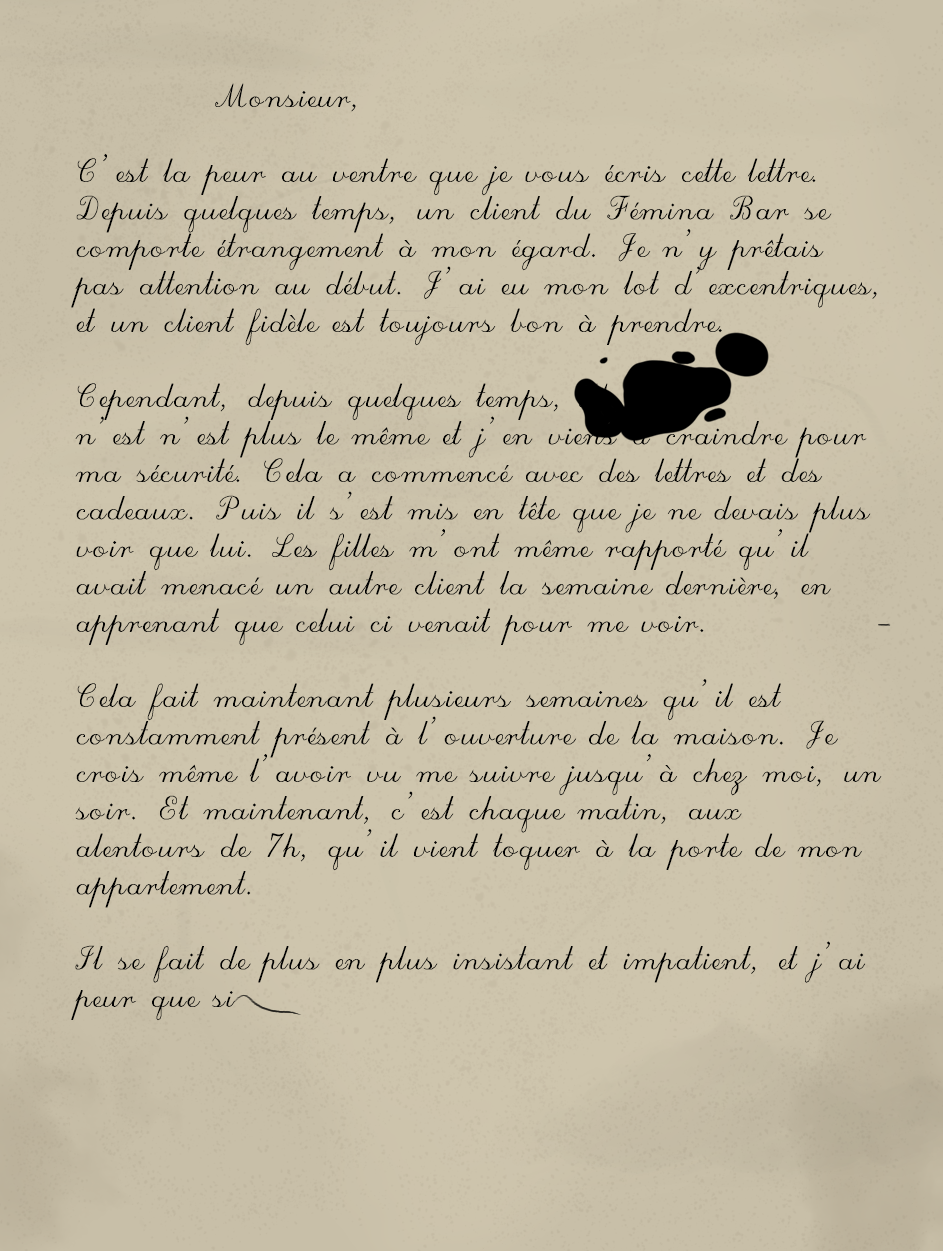 Monsieur,
C'est la peur au ventre que je vous écris cette lettre.
Depuis quelques temps, un client du Fémina Bar se
comporte étrangement à mon égard. Je n'y prêtais
pas attention au début. J'ai eu mon lot d'excentriques,
et un client fidèle est toujours bon à prendre.
Cependant, depuis quelques temps,
n'est n'est plus le même et j'en viens à craindre pour
ma sécurité. Cela a commencé avec des lettres et des
cadeaux. Puis il s'est mis en tête que je ne devais plus
voir que lui. Les filles m'ont même rapporté qu'il
avait menacé un autre client la semaine dernière, en
apprenant que celui ci venait pour me voir. -
Cela fait maintenant plusieurs semaines qu'il est
constamment présent à l'ouverture de la maison. Je
crois même l'avoir vu me suivre jusqu'à chez moi, un
soir. Et maintenant, c'est chaque matin, aux
alentours de 7h, qu'il vient toquer à la porte de mon
appartement.
Il se fait de plus en plus insistant et impatient, et j'ai
peur que si